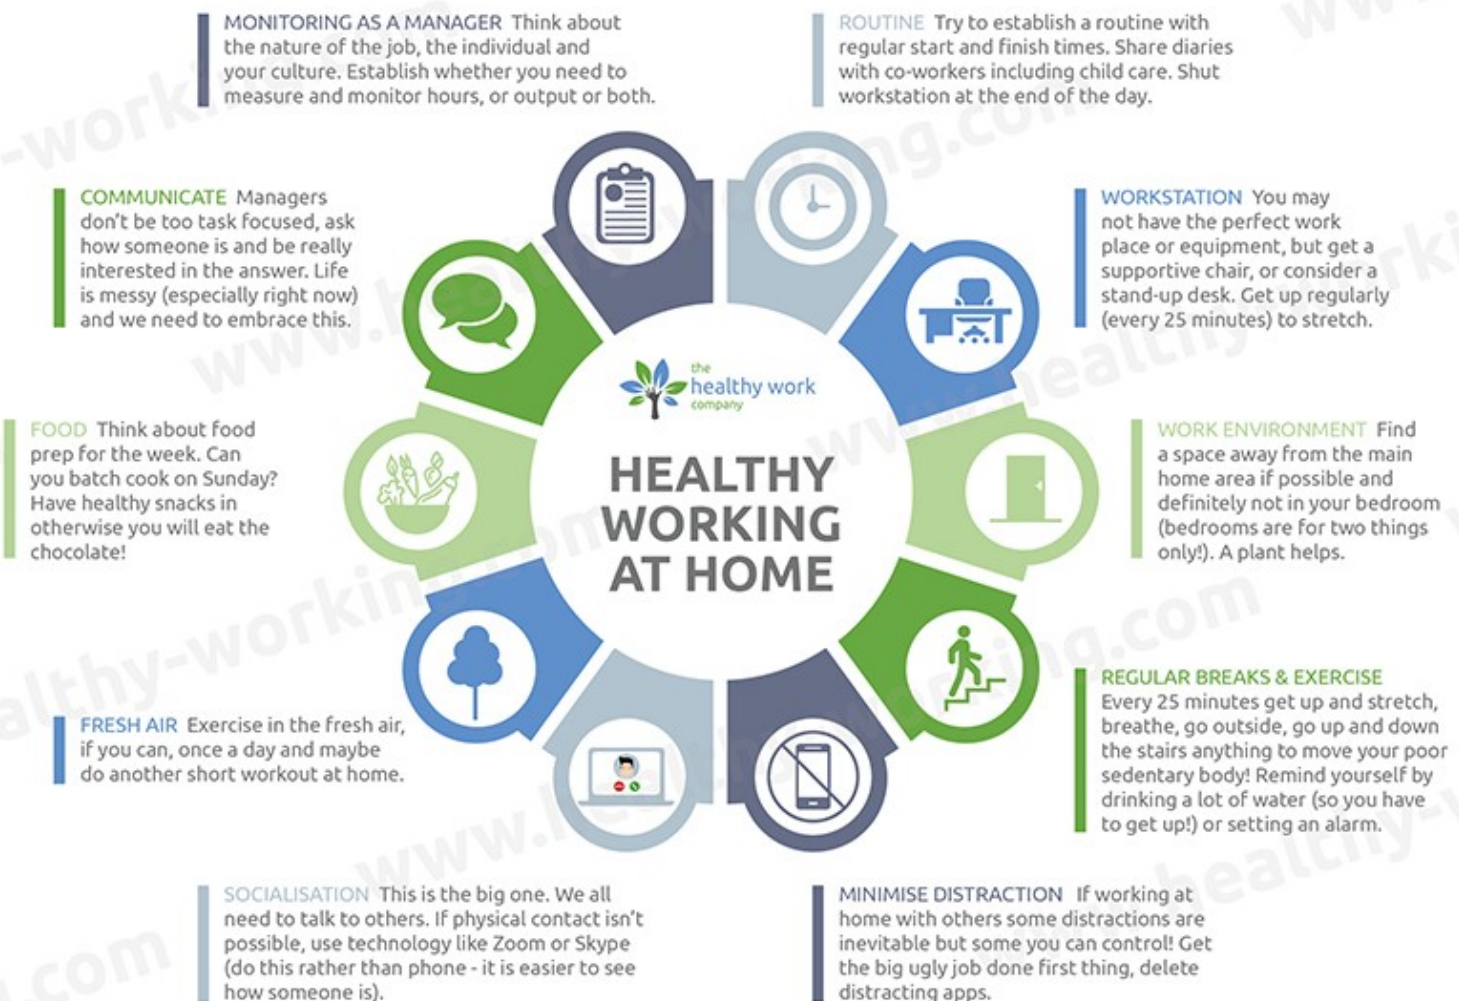 MONITORING AS A MANAGER Think about
the nature of the job, the individual and
your culture. Establish whether you need to
measure and monitor hours, or output or both.
ROUTINE Try to establish a routine with
regular start and finish times. Share diaries
with co-workers including child care. Shut
workstation at the end of the day.
COMMUNICATE Managers
don't be too task focused, ask
how someone is and be really
interested in the answer. Life
is messy (especially right now)
and we need to embrace this.
WORKSTATION You may
not have the perfect work
place or equipment, but get a
supportive chair, or consider a
stand-up desk. Get up regularly
(every 25 minutes) to stretch.
the
healthy work
company
HEALTHY
WORKING
AT HOME
FOOD Think about food
prep for the week. Can
you batch cook on Sunday?
Have healthy snacks in
otherwise you will eat the
chocolate!
WORK ENVIRONMENT Find
a space away from the main
home area if possible and
definitely not in your bedroom
(bedrooms are for two things
only!). A plant helps.
FRESH AIR Exercise in the fresh air,
if you can, once a day and maybe
do another short workout at home.
REGULAR BREAKS & EXERCISE
Every 25 minutes get up and stretch,
breathe, go outside, go up and down
the stairs anything to move your poor
sedentary body! Remind yourself by
drinking a lot of water (so you have
to get up!) or setting an alarm.
SOCIALISATION This is the big one. We all
need to talk to others. If physical contact isn't
possible, use technology like Zoom or Skype
(do this rather than phone - it is easier to see
how someone is).
MINIMISE DISTRACTION If working at
home with others some distractions are
inevitable but some you can control! Get
the big ugly job done first thing, delete
distracting apps.
www.healthy-working.com